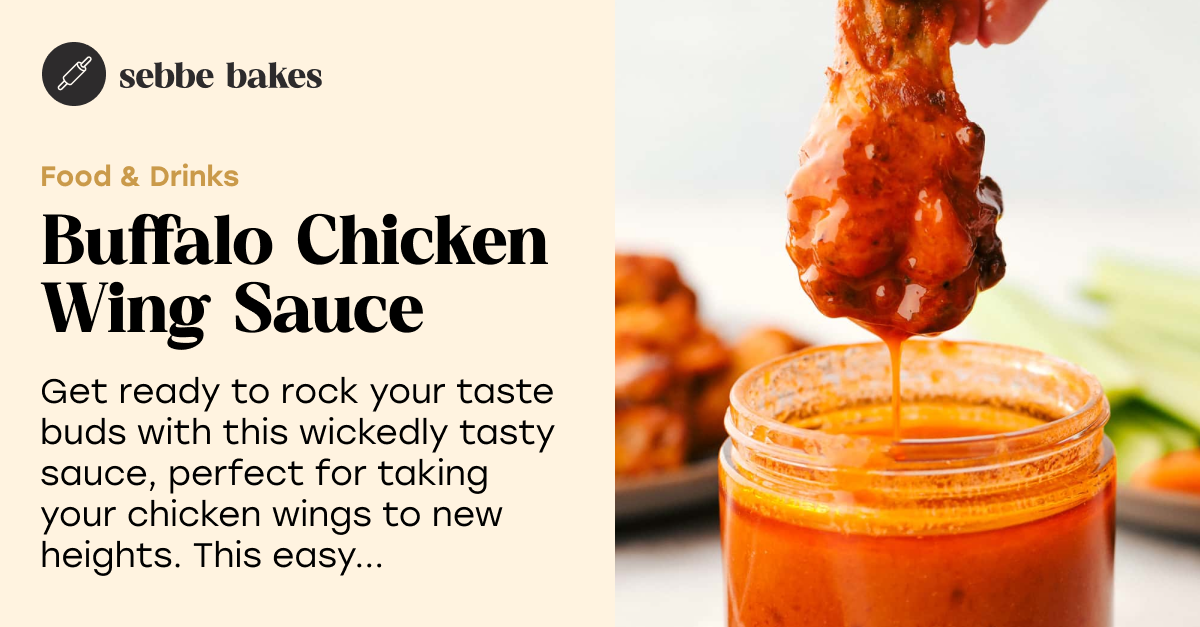 sebbe bakes
Food & Drinks
Buffalo Chicken
Wing Sauce
Get ready to rock your taste
buds with this wickedly tasty
sauce, perfect for taking
your chicken wings to new
heights. This easy...